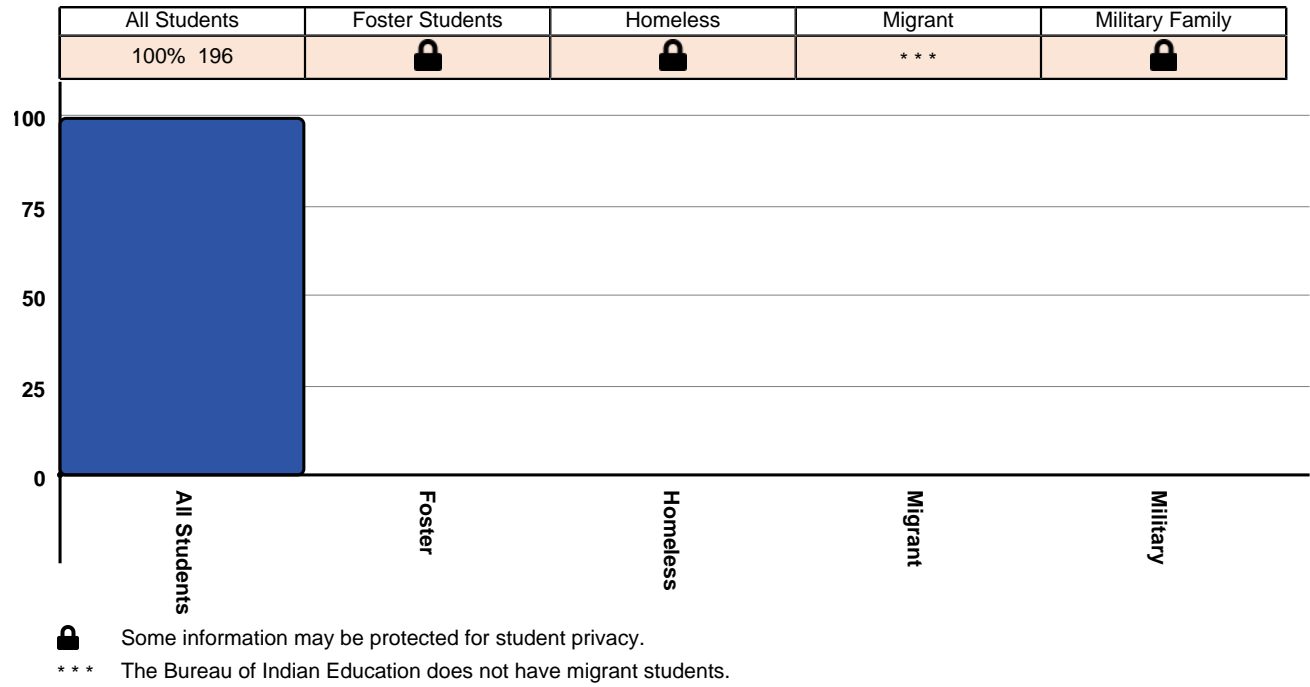 All Students Foster Students Homeless Migrant Military Family
100% 196 * * *
100
75
50
25
0
All Students
Foster
Homeless
Migrant
Military
Some information may be protected for student privacy.
* * * The Bureau of Indian Education does not have migrant students.